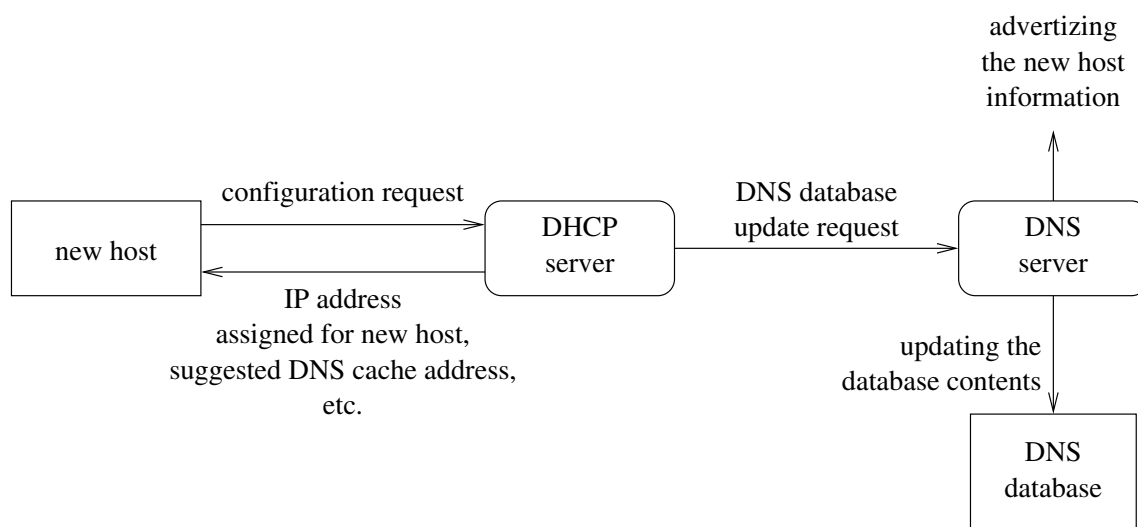 advertizing
the new host
information
configuration request
DNS database
update request
new host
DHCP
server
DNS
server
IP address
assigned for new host,
suggested DNS cache address,
etc.
updating the
database contents
DNS
database